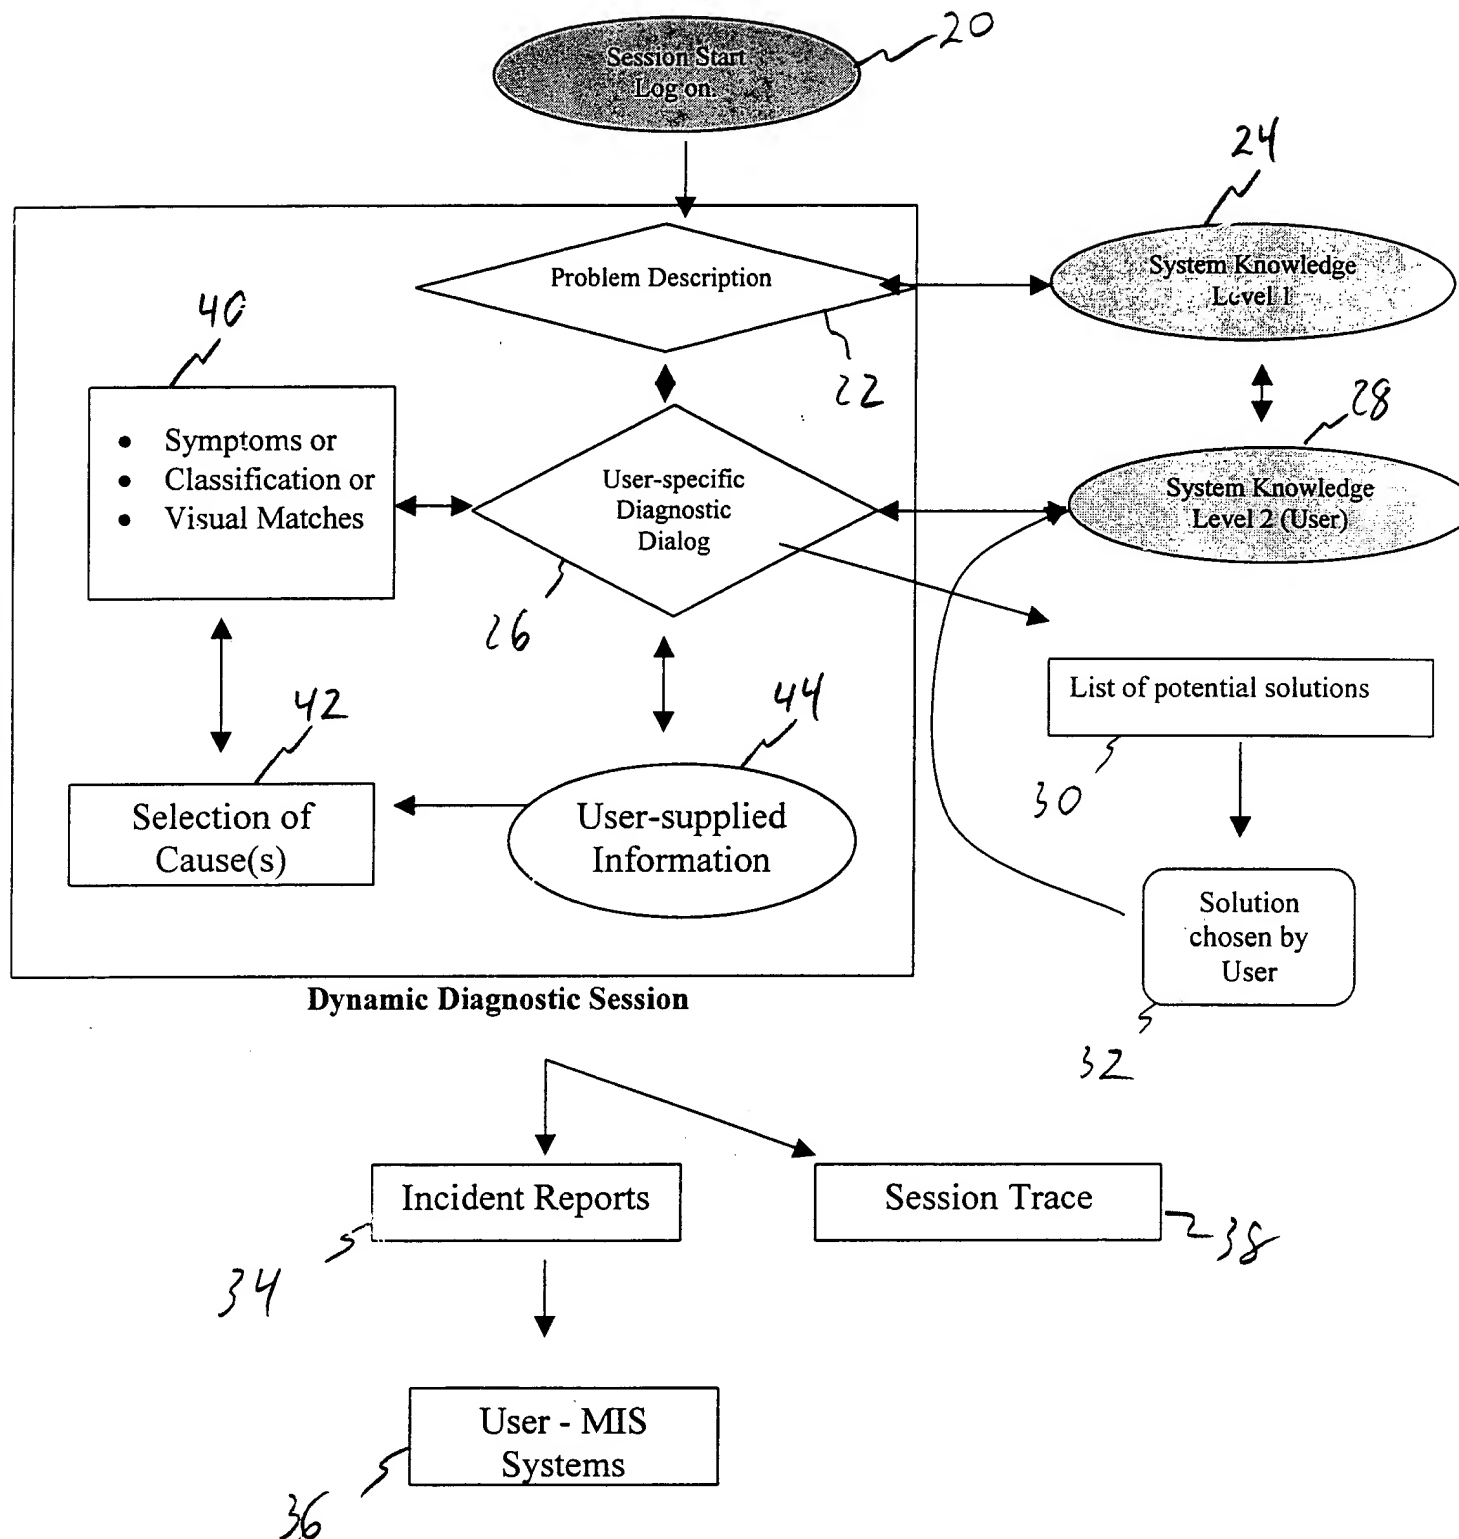 Session Start
Log on.
20
24
System Knowledge
Level 1
Problem Description
22
40
• Symptoms or
• Classification or
• Visual Matches
28
System Knowledge
Level 2 (User)
User-specific
Diagnostic
Dialog
26
List of potential solutions
30
42
44
Selection of
Cause(s)
User-supplied
Information
Solution
chosen by
User
32
Dynamic Diagnostic Session
Incident Reports
34
Session Trace
38
User - MIS
Systems
36